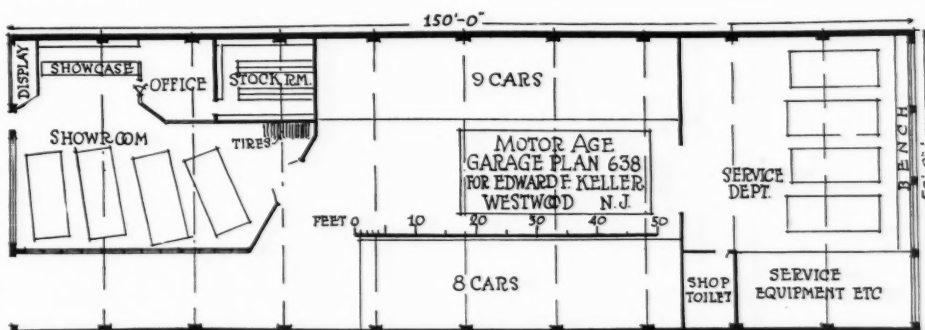 150'-0"
DISPLAY
SHOWCASE
OFFICE
STOCK RM.
9 CARS
SHOWROOM
TIRES
MOTOR AGE
GARAGE PLAN 638
FOR EDWARD F. KELLER
WESTWOOD N.J.
SERVICE
DEPT.
BENCH
FEET 0 10 20 30 40 50
8 CARS
SHOP
TOILET
SERVICE
EQUIPMENT ETC